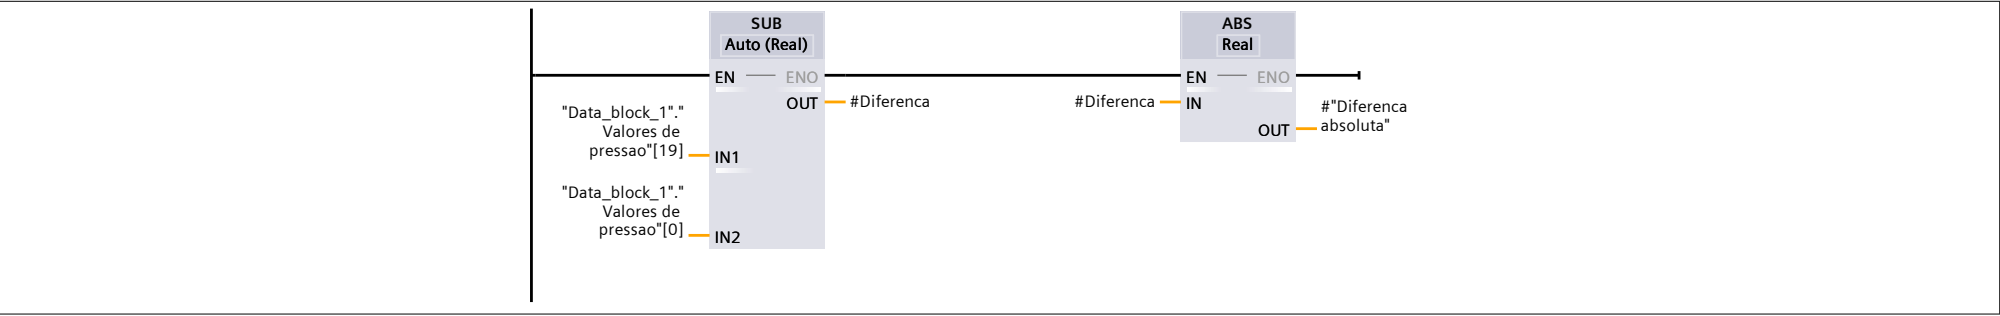 SUB
Auto (Real)
EN
ENO
OUT
#Diferenca
"Data_block_1"."
Valores de
pressao"[19]
IN1
"Data_block_1"."
Valores de
pressao"[0]
IN2
ABS
Real
EN
ENO
#Diferenca
IN
OUT
#"Diferenca
absoluta"